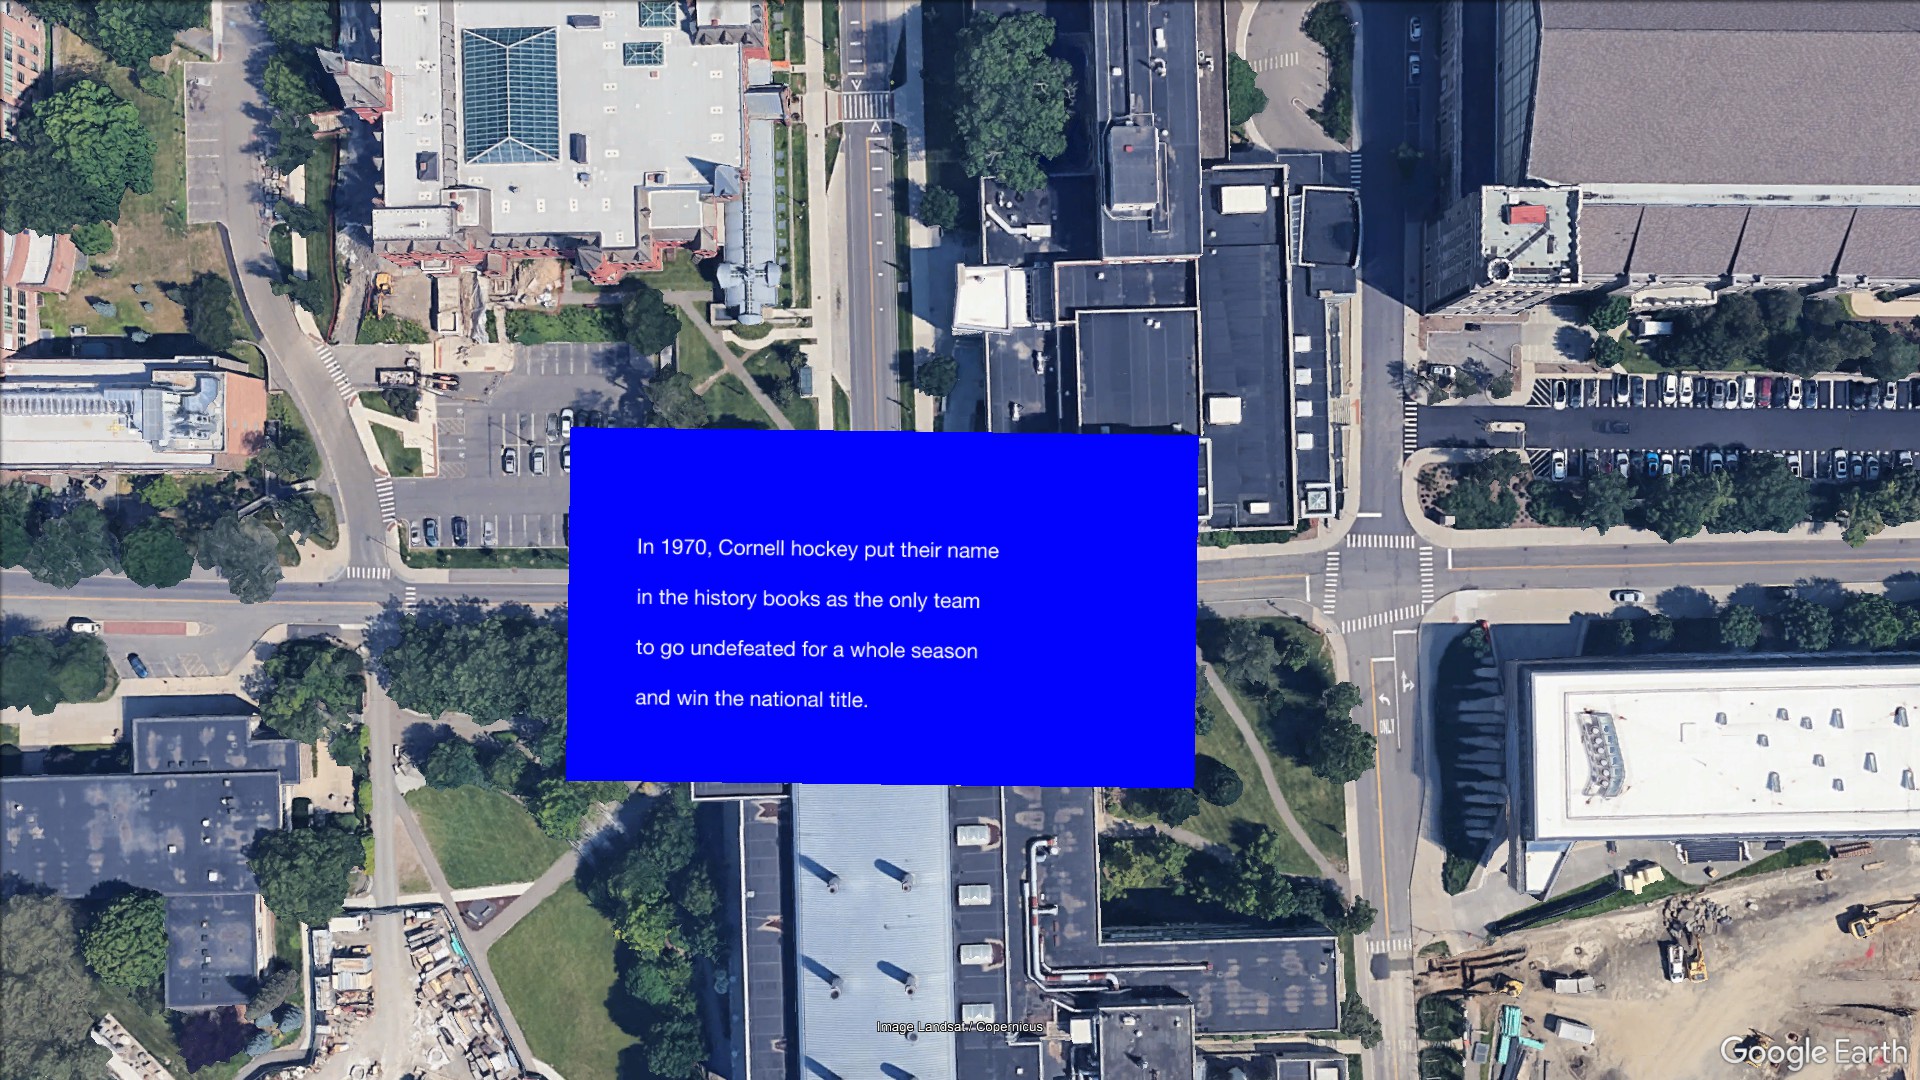 In 1970, Cornell hockey put their name
in the history books as the only team
to go undefeated for a whole season
and win the national title.
ONLY
Image Landsat / Copernicus
Google Earth